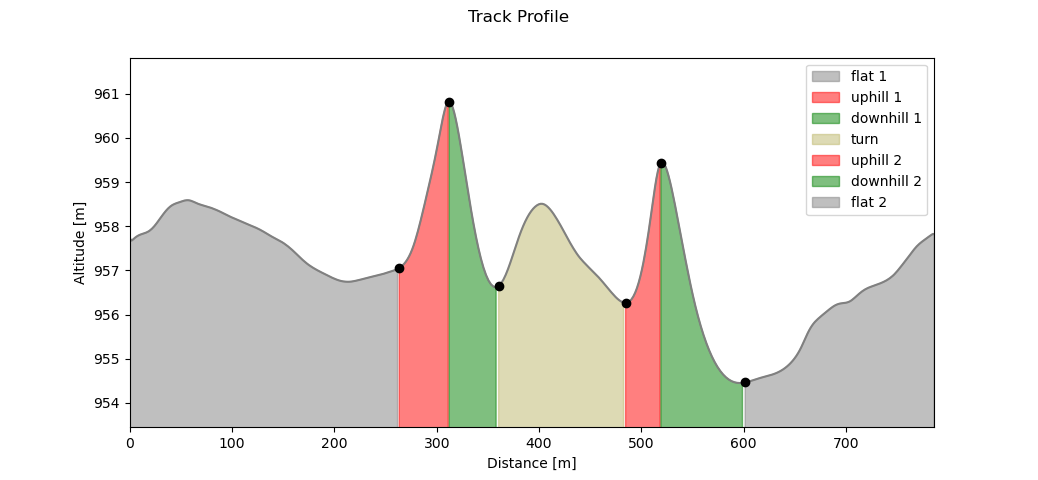 Track Profile
flat 1
uphill 1
downhill 1
turn
uphill 2
downhill 2
flat 2
Altitude [m]
961
960
959
958
957
956
955
954
0 100 200 300 400 500 600 700
Distance [m]